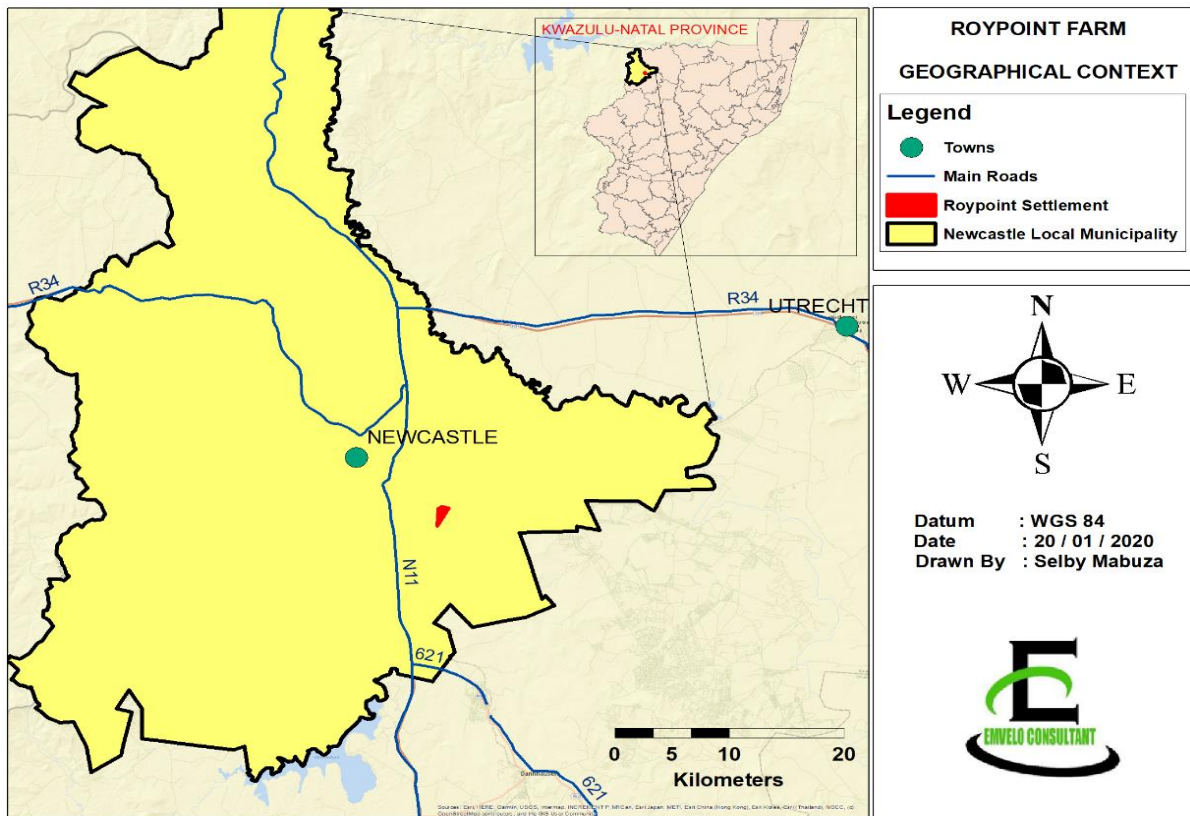 KWAZULU-NATAL PROVINCE
R34
R34
UTRECHT
NEWCASTLE
N11
621
621
0 5 10 20
Kilometers
ROYPOINT FARM
GEOGRAPHICAL CONTEXT
Legend
Towns
Main Roads
Roypoint Settlement
Newcastle Local Municipality
N
W E
S
Datum : WGS 84
Date : 20 / 01 / 2020
Drawn By : Selby Mabuza
E
EMVELO CONSULTANT